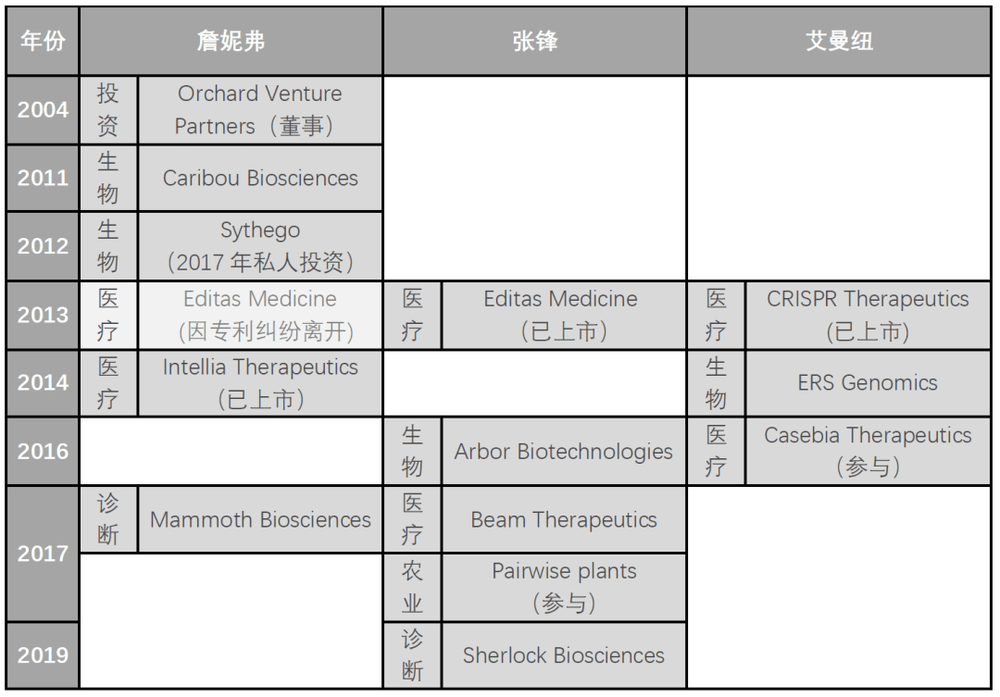 年份 詹妮弗 张锋 艾曼纽
2004 投资 Orchard Venture
Partners（董事）
2011 生物 Caribou Biosciences
2012 生物 Sythego
（2017 年私人投资）
2013 医疗 Editas Medicine
(因专利纠纷离开)
医疗 Editas Medicine
（已上市）
医疗 CRISPR Therapeutics
(已上市)
2014 医疗 Intellia Therapeutics
（已上市）
生物 ERS Genomics
2016 生物 Arbor Biotechnologies
医疗 Casebia Therapeutics
（参与）
2017 诊断 Mammoth Biosciences
医疗 Beam Therapeutics
农业 Pairwise plants
（参与）
2019 诊断 Sherlock Biosciences